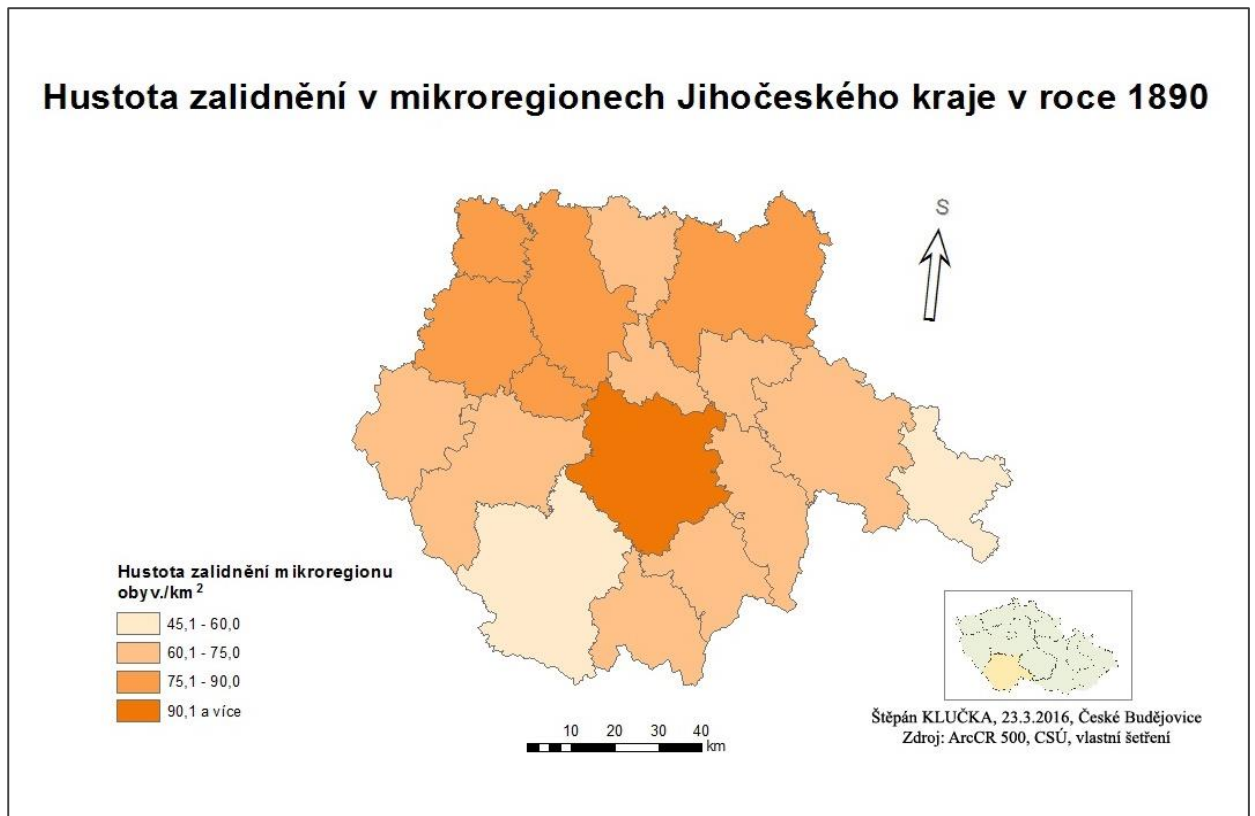 Hustota zalidnění v mikroregionech Jihočeského kraje v roce 1890
S
Hustota zalidnění mikroregionu
obyv./km²
45,1 - 60,0
60,1 - 75,0
75,1 - 90,0
90,1 a více
10 20 30 40
km
Štěpán KLUČKA, 23.3.2016, České Budějovice
Zdroj: ArcCR 500, CSÚ, vlastní šetření